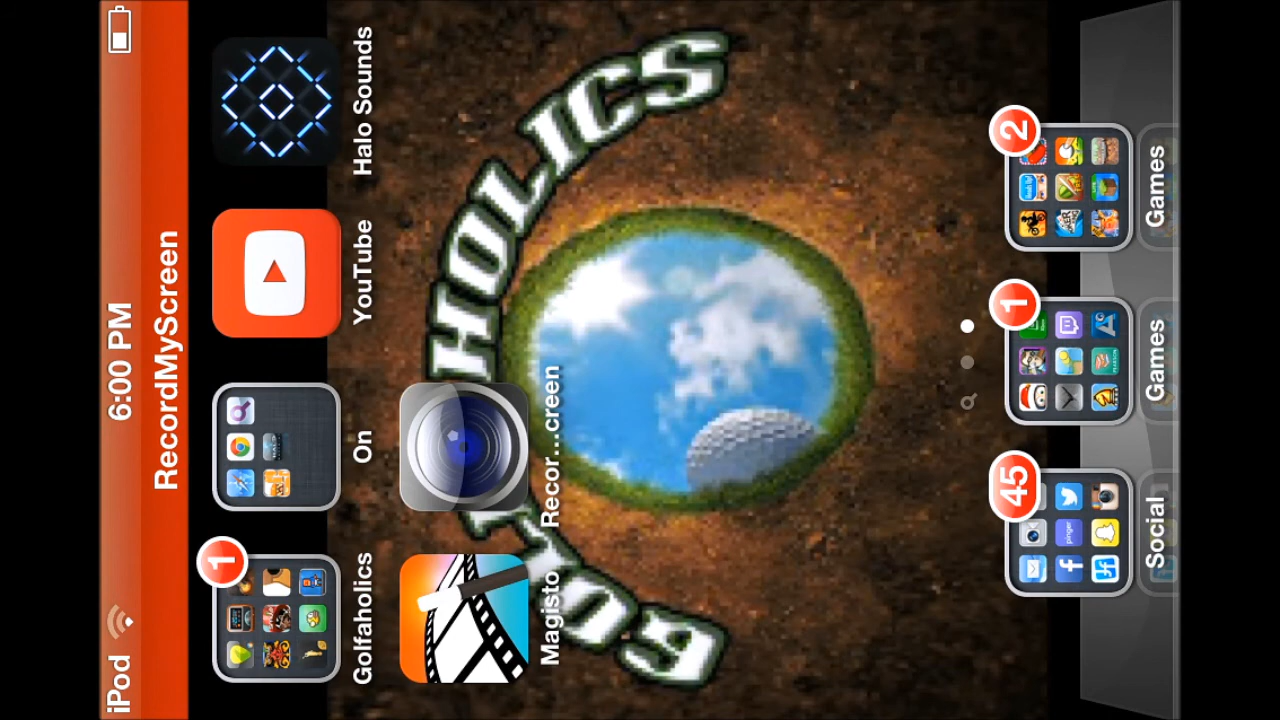 iPod 6:00 PM
RecordMyScreen
1
Golfaholics
On
YouTube
Halo Sounds
Magisto
Recor...creen
HOLICS
45
1
2
Social
Games
Games